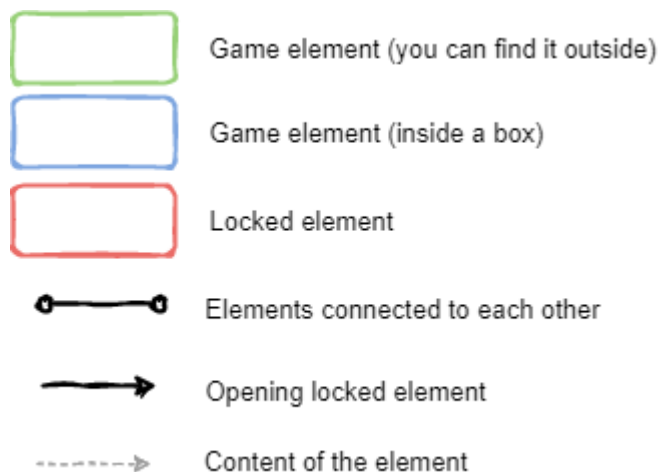 Game element (you can find it outside)
Game element (inside a box)
Locked element
Elements connected to each other
Opening locked element
Content of the element